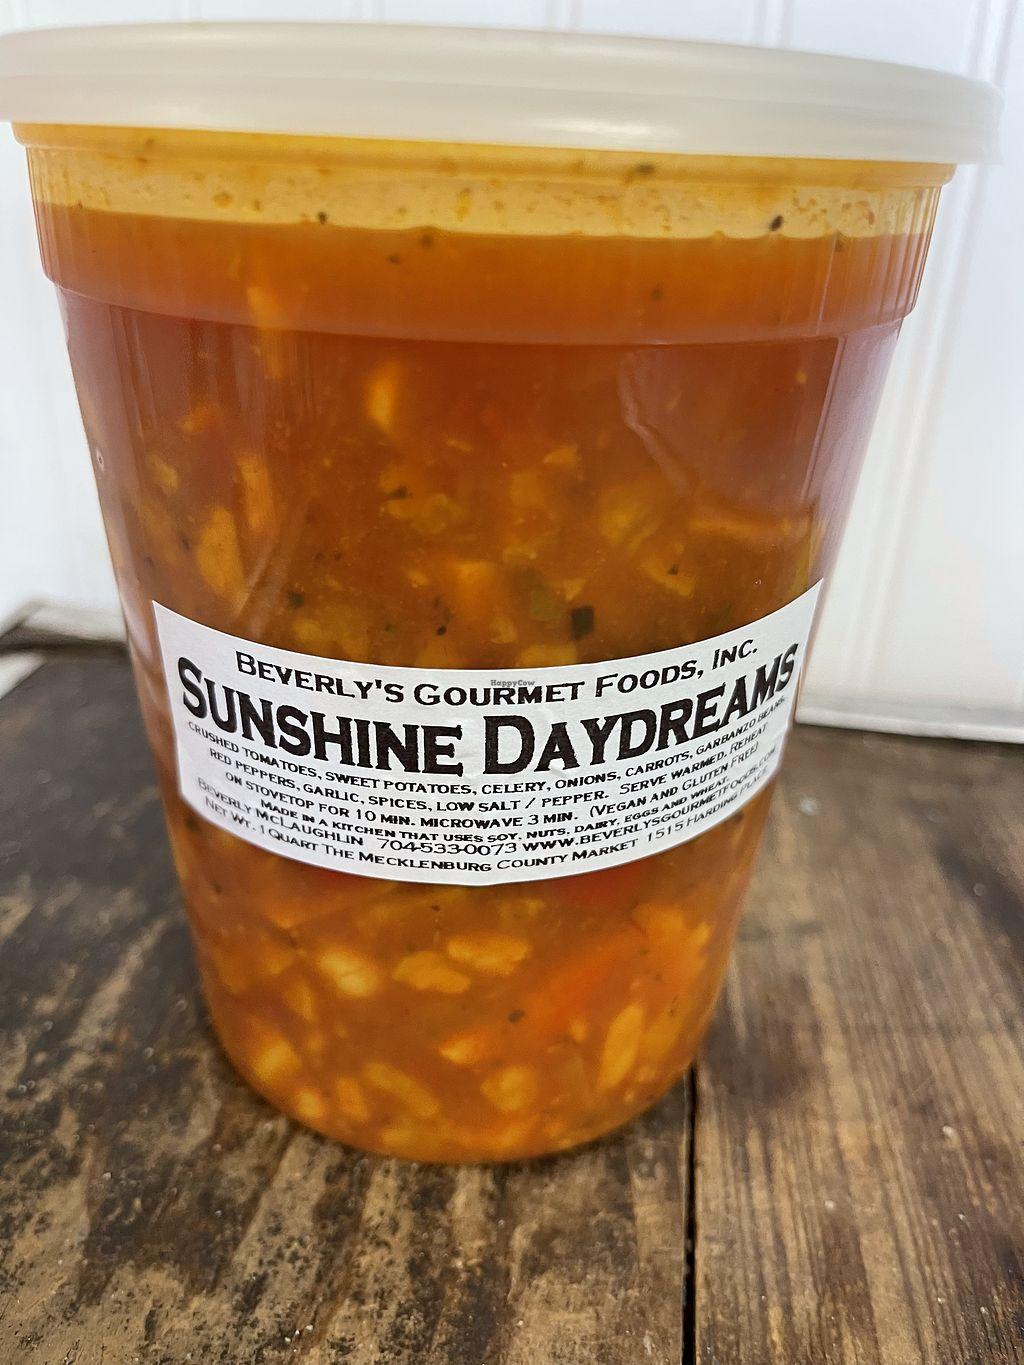 BEVERLY'S GOURMET FOODS, INC.
HappyCow
SUNSHINE DAYDREAMS
CRUSHED TOMATOES, SWEET POTATOES, CELERY, ONIONS, CARROTS, GARBANZO BEANS,
RED PEPPERS, GARLIC, SPICES, LOW SALT / PEPPER. SERVE WARMED. REHEAT
ON STOVETOP FOR 10 MIN. MICROWAVE 3 MIN. (VEGAN AND GLUTEN FREE)
MADE IN A KITCHEN THAT USES SOY, NUTS, DAIRY, EGGS AND WHEAT.
BEVERLY MCLAUGHLIN 704-533-0073 WWW.BEVERLYSGOURMETFOODS.COM
NET WT. 1 QUART THE MECKLENBURG COUNTY MARKET 1515 HARDING PLACE